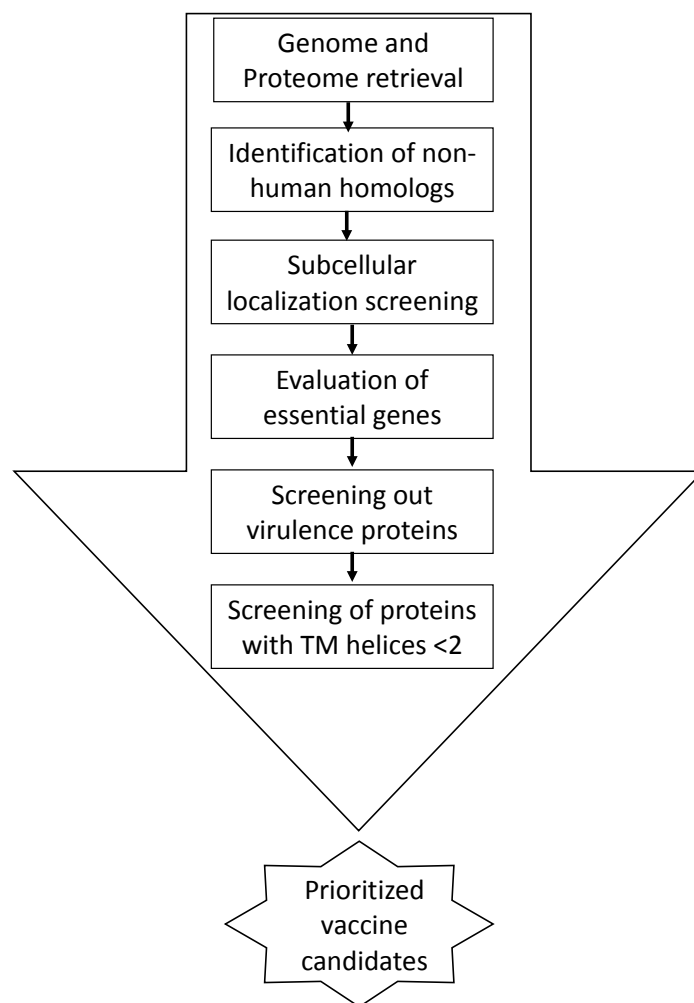 Genome and
Proteome retrieval
Identification of non-
human homologs
Subcellular
localization screening
Evaluation of
essential genes
Screening out
virulence proteins
Screening of proteins
with TM helices <2
Prioritized
vaccine
candidates